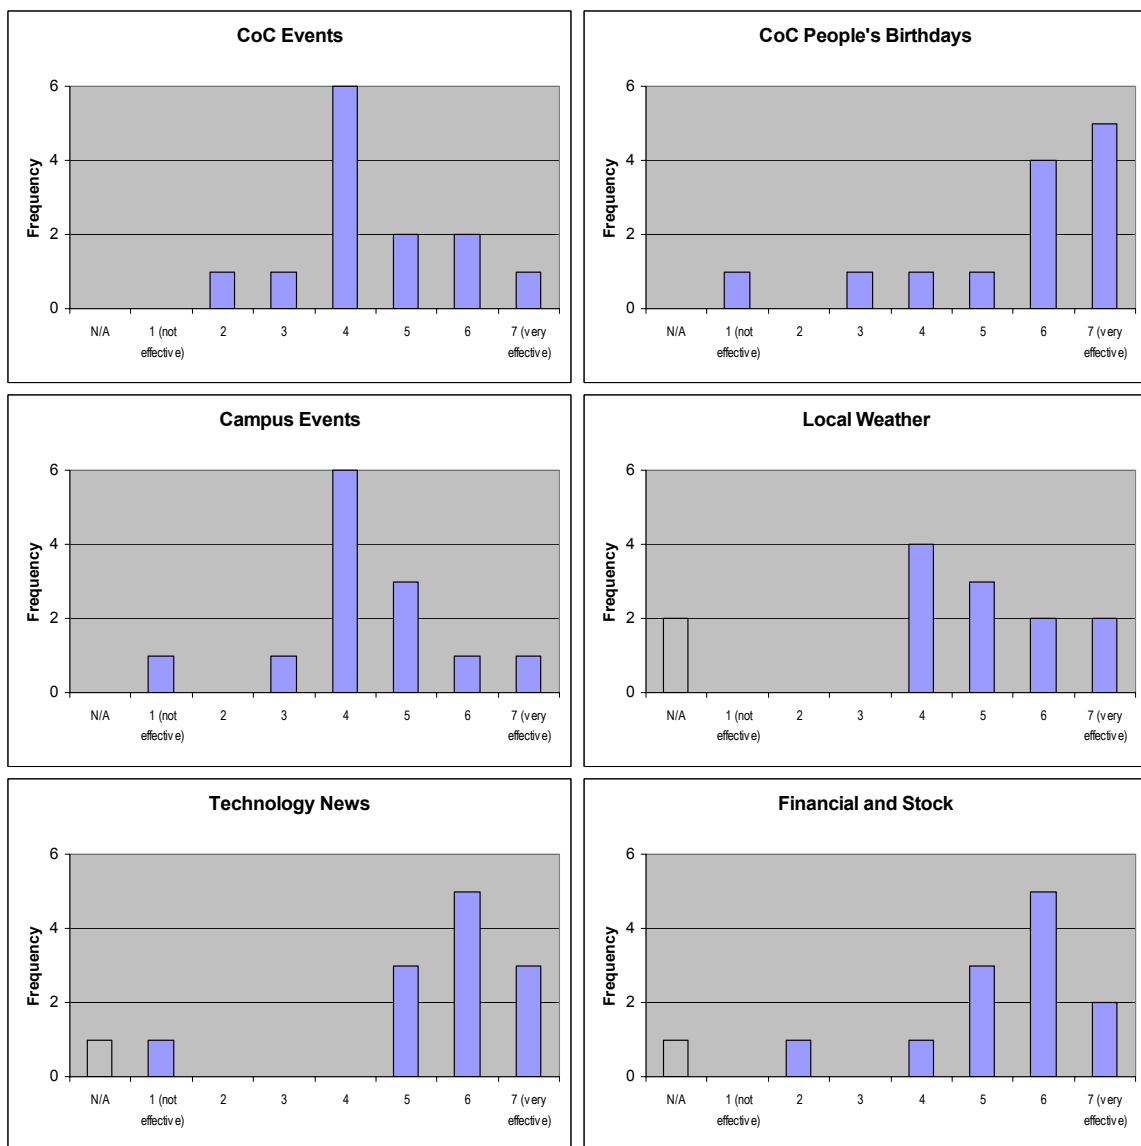 CoC Events
Frequency
6
4
2
0
N/A 1 (not effective) 2 3 4 5 6 7 (very effective)
CoC People's Birthdays
Frequency
6
4
2
0
N/A 1 (not effective) 2 3 4 5 6 7 (very effective)
Campus Events
Frequency
6
4
2
0
N/A 1 (not effective) 2 3 4 5 6 7 (very effective)
Local Weather
Frequency
6
4
2
0
N/A 1 (not effective) 2 3 4 5 6 7 (very effective)
Technology News
Frequency
6
4
2
0
N/A 1 (not effective) 2 3 4 5 6 7 (very effective)
Financial and Stock
Frequency
6
4
2
0
N/A 1 (not effective) 2 3 4 5 6 7 (very effective)